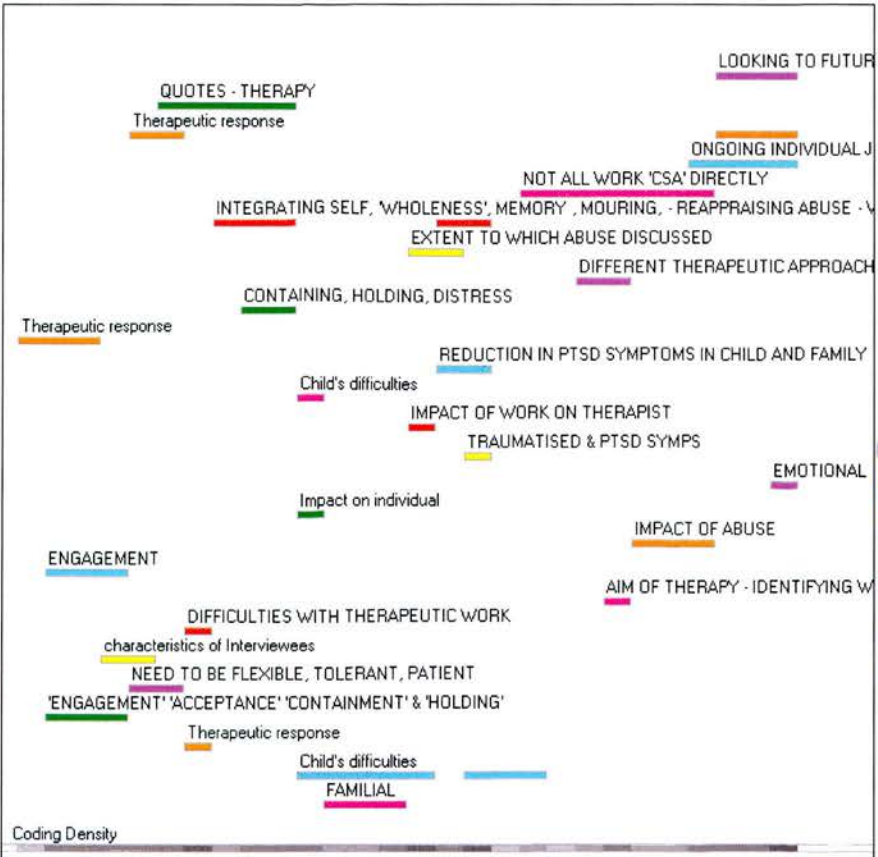 LOOKING TO FUTUR
QUOTES - THERAPY
Therapeutic response
ONGOING INDIVIDUAL J
NOT ALL WORK 'CSA' DIRECTLY
INTEGRATING SELF, 'WHOLENESS', MEMORY , MOURING, - REAPPRAISING ABUSE - V
EXTENT TO WHICH ABUSE DISCUSSED
DIFFERENT THERAPEUTIC APPROACH
CONTAINING, HOLDING, DISTRESS
Therapeutic response
REDUCTION IN PTSD SYMPTOMS IN CHILD AND FAMILY
Child's difficulties
IMPACT OF WORK ON THERAPIST
TRAUMATISED & PTSD SYMPS
EMOTIONAL
Impact on individual
IMPACT OF ABUSE
ENGAGEMENT
AIM OF THERAPY - IDENTIFYING W
DIFFICULTIES WITH THERAPEUTIC WORK
characteristics of Interviewees
NEED TO BE FLEXIBLE, TOLERANT, PATIENT
'ENGAGEMENT' 'ACCEPTANCE' 'CONTAINMENT' & 'HOLDING'
Therapeutic response
Child's difficulties
FAMILIAL
Coding Density